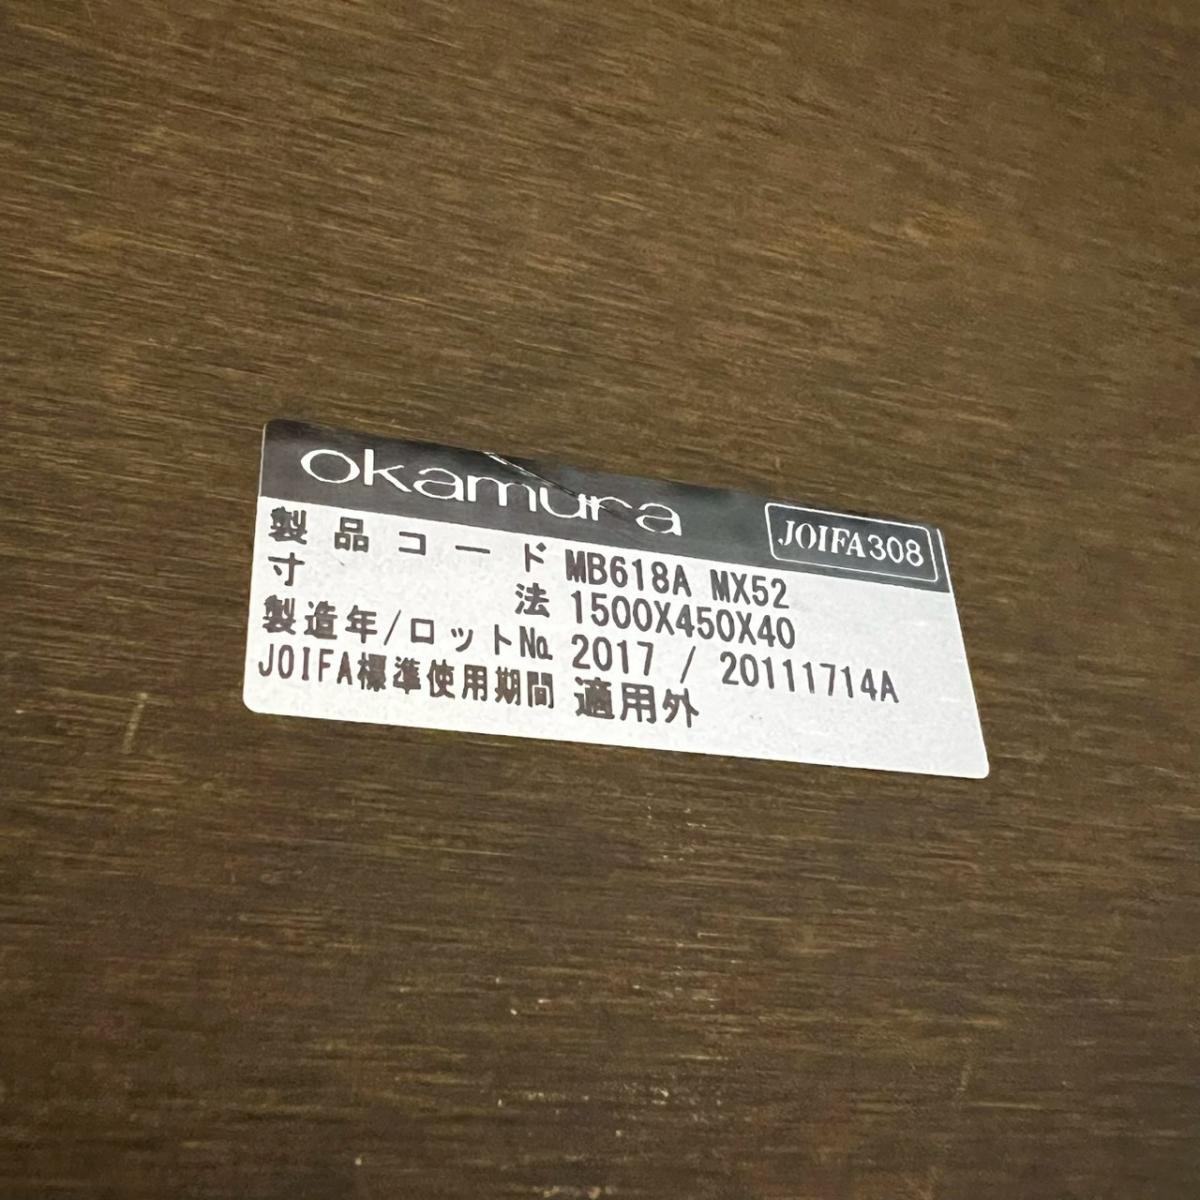 okamura JOIFA308
製品コード MB618A MX52
寸法 1500X450X40
製造年/ロット№ 2017 / 20111714A
JOIFA標準使用期間 適用外